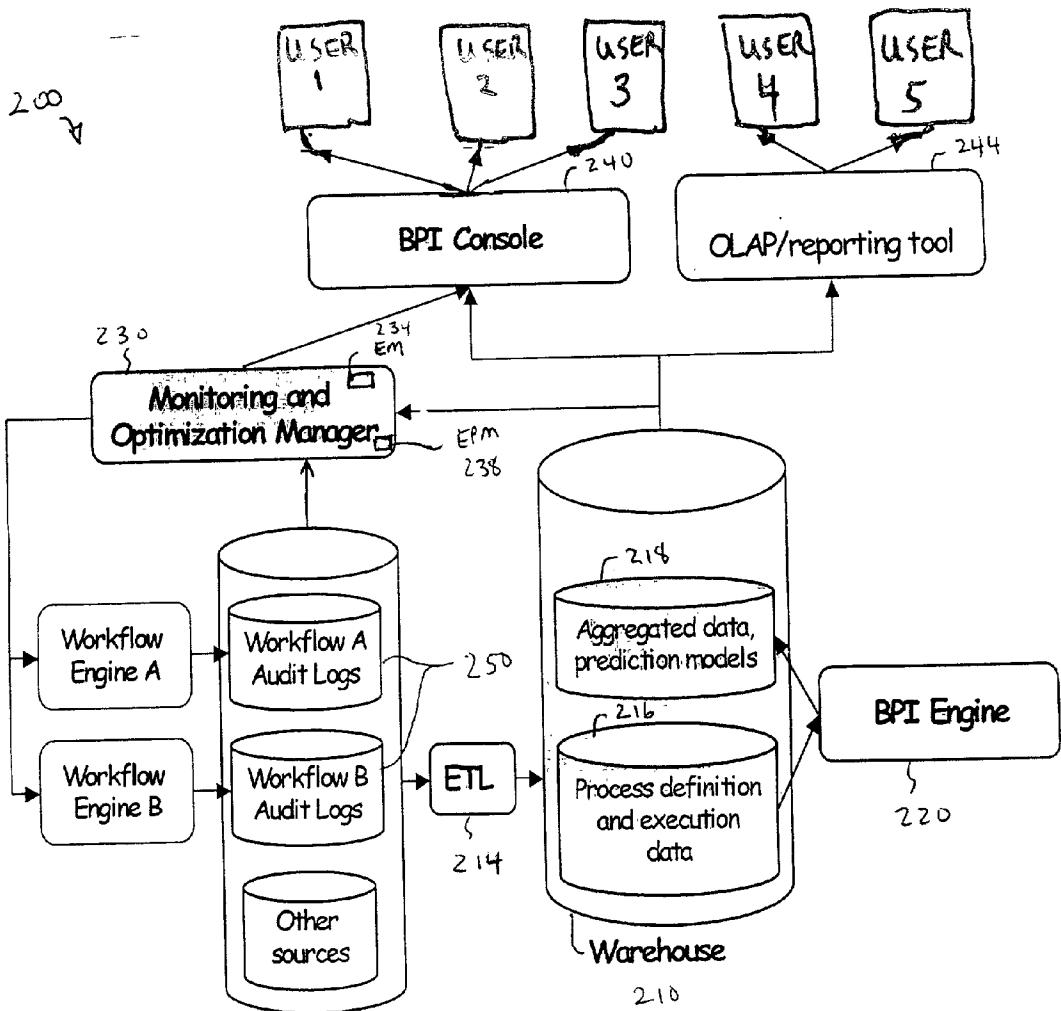 USER
1
USER
2
USER
3
USER
4
USER
5
200
240
244
BPI Console
OLAP/reporting tool
230
234
EM
Monitoring and
Optimization Manager
EPM
238
218
Workflow
Engine A
Workflow A
Audit Logs
250
Aggregated data,
prediction models
216
BPI Engine
Workflow
Engine B
Workflow B
Audit Logs
ETL
Process definition
and execution
data
220
214
Other
sources
Warehouse
210